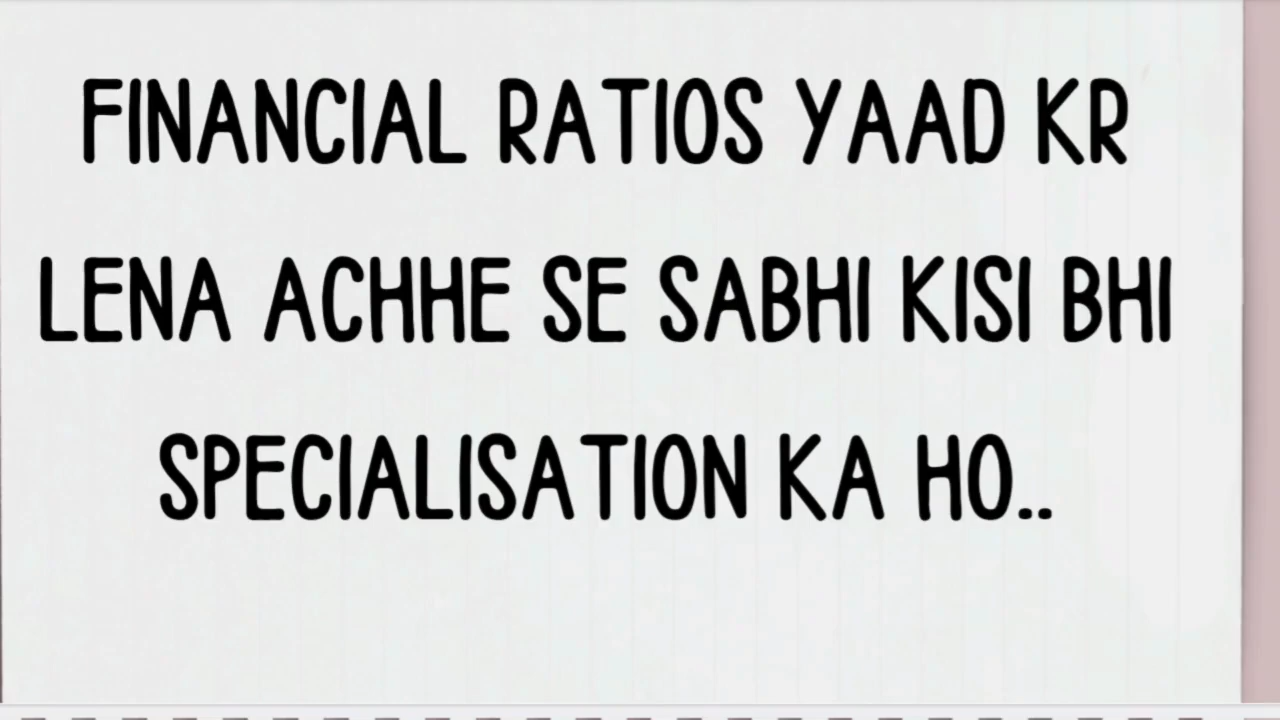 FINANCIAL RATIOS YAAD KR
LENA ACHHE SE SABHI KISI BHI
SPECIALISATION KA HO..